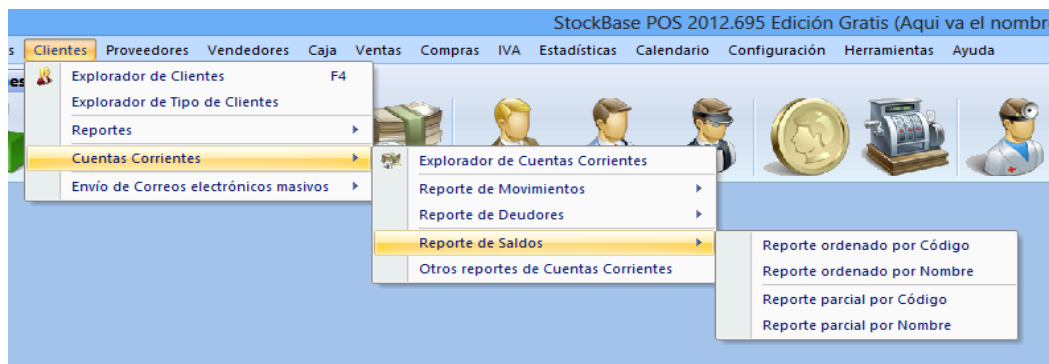 StockBase POS 2012.695 Edición Gratis (Aqui va el nombr
s Clientes Proveedores Vendedores Caja Ventas Compras IVA Estadísticas Calendario Configuración Herramientas Ayuda
es
Explorador de Clientes F4
Explorador de Tipo de Clientes
Reportes
Cuentas Corrientes
Envío de Correos electrónicos masivos
Explorador de Cuentas Corrientes
Reporte de Movimientos
Reporte de Deudores
Reporte de Saldos
Otros reportes de Cuentas Corrientes
Reporte ordenado por Código
Reporte ordenado por Nombre
Reporte parcial por Código
Reporte parcial por Nombre